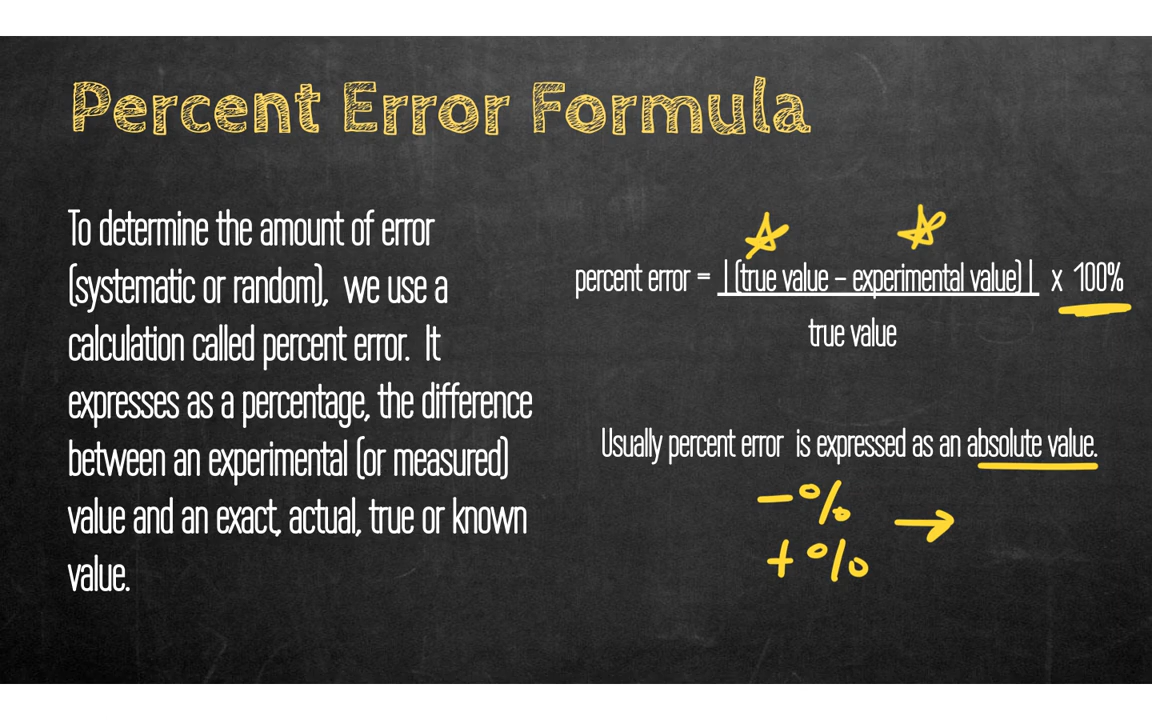 Percent Error Formula
To determine the amount of error
(systematic or random),  we use a
calculation called percent error.  It
expresses as a percentage, the difference
between an experimental (or measured)
value and an exact, actual, true or known
value.
percent error = |(true value – experimental value)| x 100%
true value
Usually percent error  is expressed as an absolute value.
-% →
+%